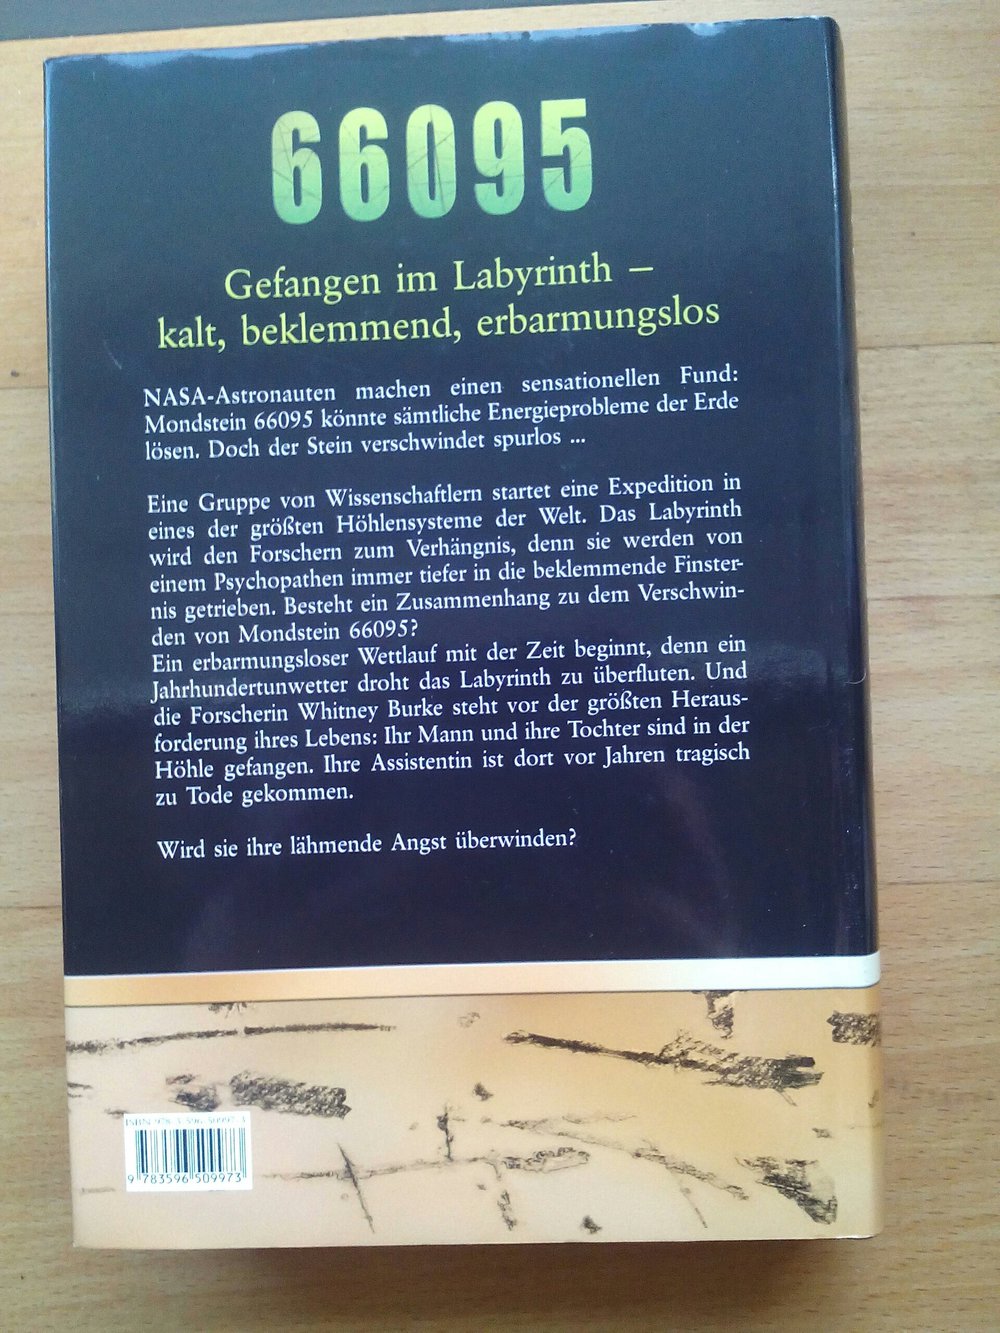 66095
Gefangen im Labyrinth –
kalt, beklemmend, erbarmungslos
NASA-Astronauten machen einen sensationellen Fund:
Mondstein 66095 könnte sämtliche Energieprobleme der Erde
lösen. Doch der Stein verschwindet spurlos ...
Eine Gruppe von Wissenschaftlern startet eine Expedition in
eines der größten Höhlensysteme der Welt. Das Labyrinth
wird den Forschern zum Verhängnis, denn sie werden von
einem Psychopathen immer tiefer in die beklemmende Finster-
nis getrieben. Besteht ein Zusammenhang zu dem Verschwin-
den von Mondstein 66095?
Ein erbarmungsloser Wettlauf mit der Zeit beginnt, denn ein
Jahrhundertunwetter droht das Labyrinth zu überfluten. Und
die Forscherin Whitney Burke steht vor der größten Heraus-
forderung ihres Lebens: Ihr Mann und ihre Tochter sind in der
Höhle gefangen. Ihre Assistentin ist dort vor Jahren tragisch
zu Tode gekommen.
Wird sie ihre lähmende Angst überwinden?
ISBN 978-3-596-50997-3
9 783596 509973